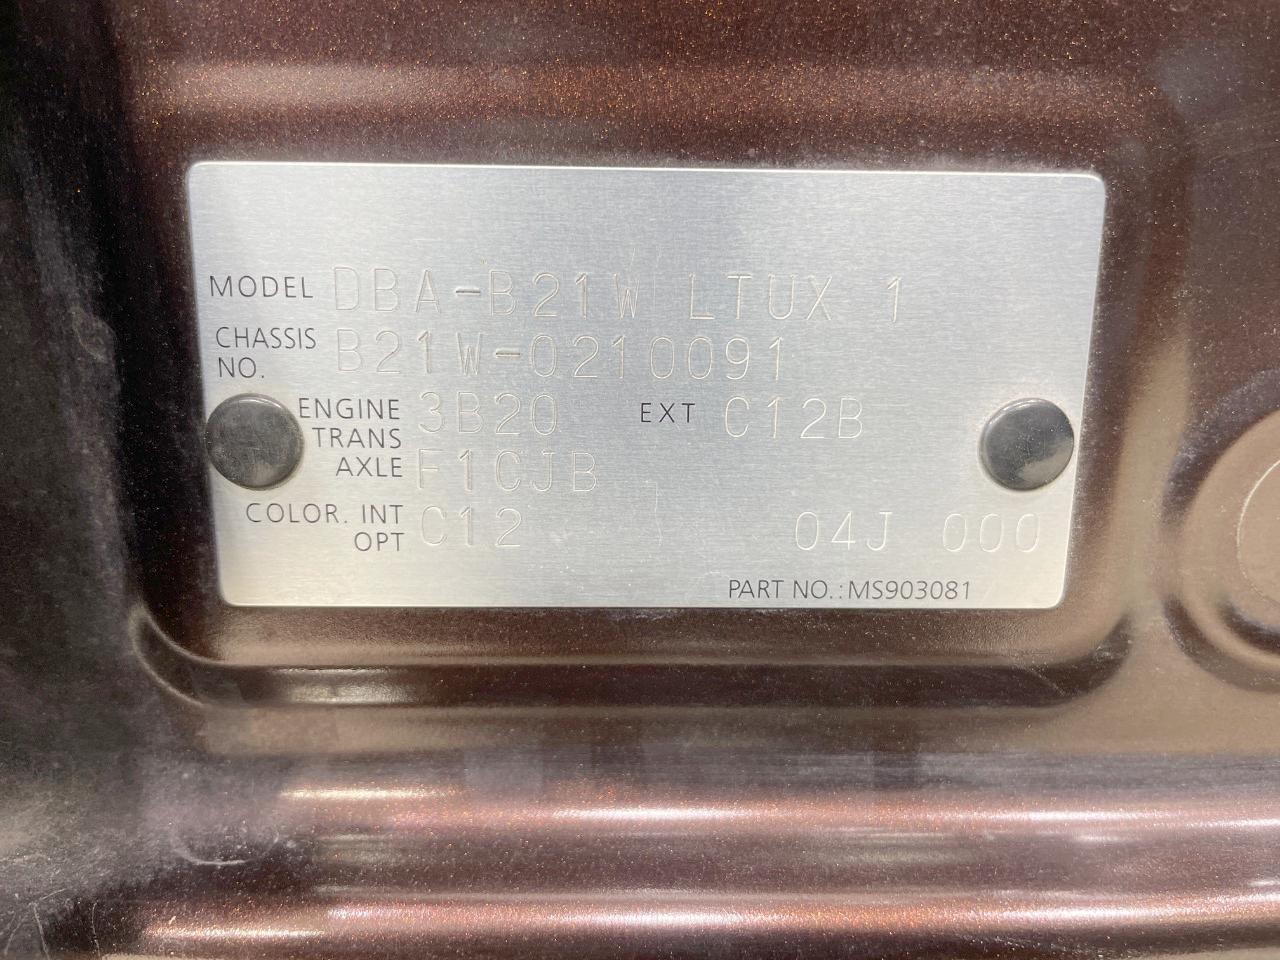 MODEL DBA-B21W LTUX 1
CHASSIS NO. B21W-0210091
ENGINE 3B20 EXT C12B
TRANS AXLE F1CJB
COLOR. INT OPT C12 04J 000
PART NO.: MS903081